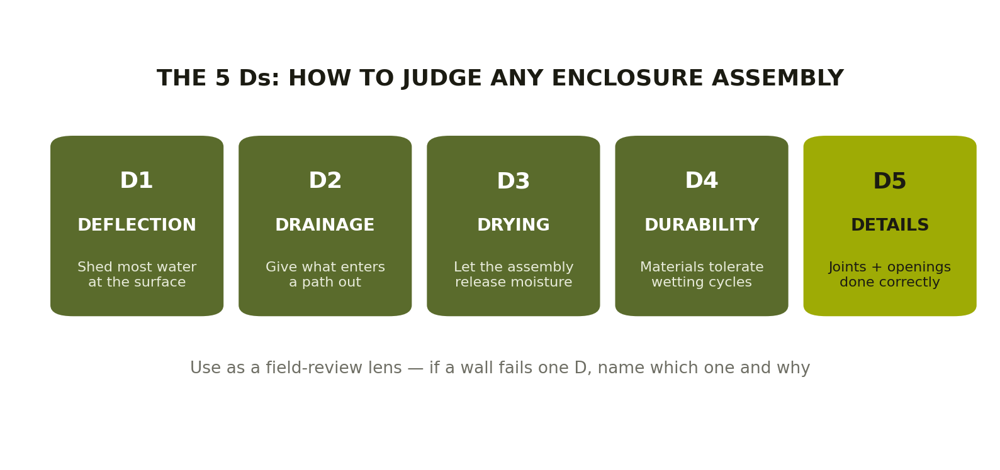 THE 5 Ds: HOW TO JUDGE ANY ENCLOSURE ASSEMBLY
D1
DEFLECTION
Shed most water
at the surface
D2
DRAINAGE
Give what enters
a path out
D3
DRYING
Let the assembly
release moisture
D4
DURABILITY
Materials tolerate
wetting cycles
D5
DETAILS
Joints + openings
done correctly
Use as a field-review lens — if a wall fails one D, name which one and why